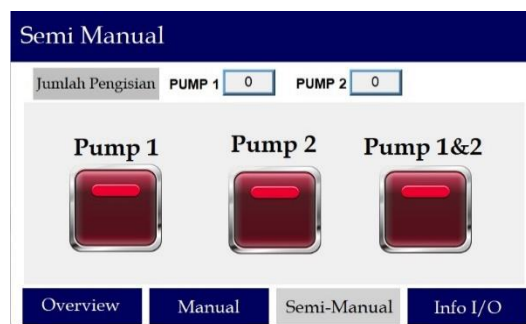 Semi Manual
Jumlah Pengisian PUMP 1 0 PUMP 2 0
Pump 1 Pump 2 Pump 1&2
Overview Manual Semi-Manual Info I/O